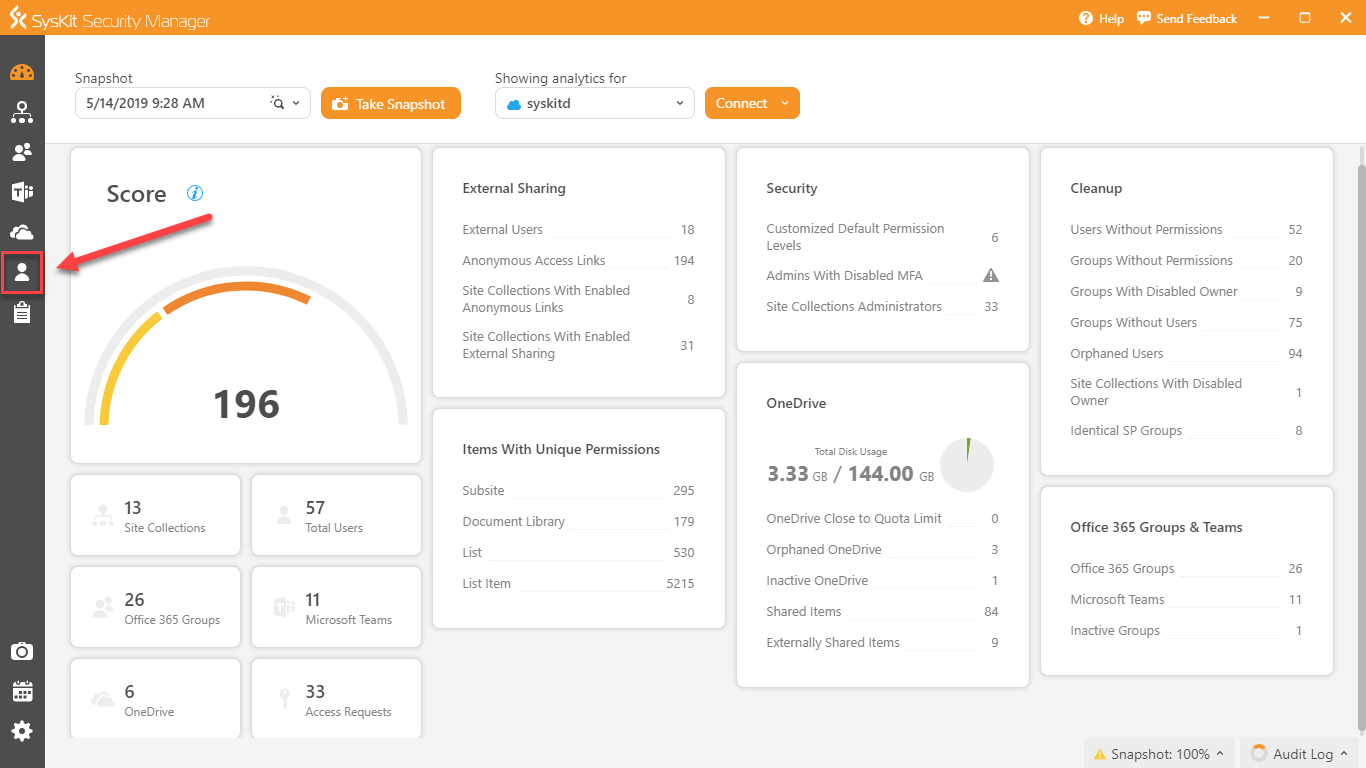 SysKit Security Manager
Help
Send Feedback
Snapshot
5/14/2019 9:28 AM
Take Snapshot
Showing analytics for
syskitd
Connect
Score
196
13
Site Collections
57
Total Users
26
Office 365 Groups
11
Microsoft Teams
6
OneDrive
33
Access Requests
External Sharing
External Users 18
Anonymous Access Links 194
Site Collections With Enabled
Anonymous Links 8
Site Collections With Enabled
External Sharing 31
Items With Unique Permissions
Subsite 295
Document Library 179
List 530
List Item 5215
Security
Customized Default Permission
Levels 6
Admins With Disabled MFA
Site Collections Administrators 33
OneDrive
Total Disk Usage
3.33 GB / 144.00 GB
OneDrive Close to Quota Limit 0
Orphaned OneDrive 3
Inactive OneDrive 1
Shared Items 84
Externally Shared Items 9
Cleanup
Users Without Permissions 52
Groups Without Permissions 20
Groups With Disabled Owner 9
Groups Without Users 75
Orphaned Users 94
Site Collections With Disabled
Owner 1
Identical SP Groups 8
Office 365 Groups & Teams
Office 365 Groups 26
Microsoft Teams 11
Inactive Groups 1
Snapshot: 100%
Audit Log